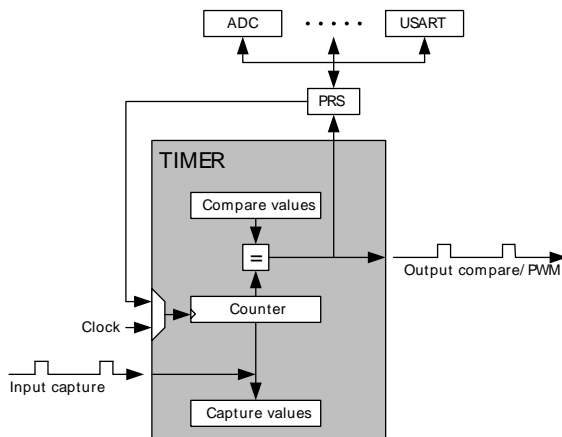 ADC
USART
PRS
TIMER
Compare values
=
Output compare/PWM
Counter
Clock
Input capture
Capture values